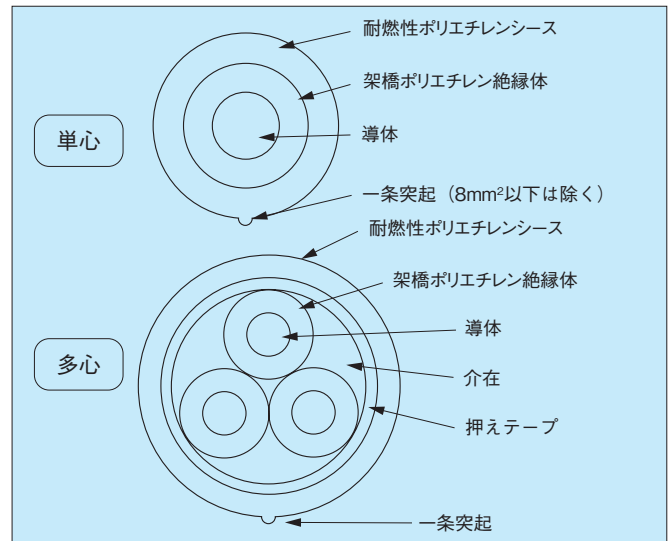 耐燃性ポリエチレンシース
架橋ポリエチレン絶縁体
単心
導体
一条突起（8mm²以下は除く）
耐燃性ポリエチレンシース
架橋ポリエチレン絶縁体
導体
多心
介在
押えテープ
一条突起